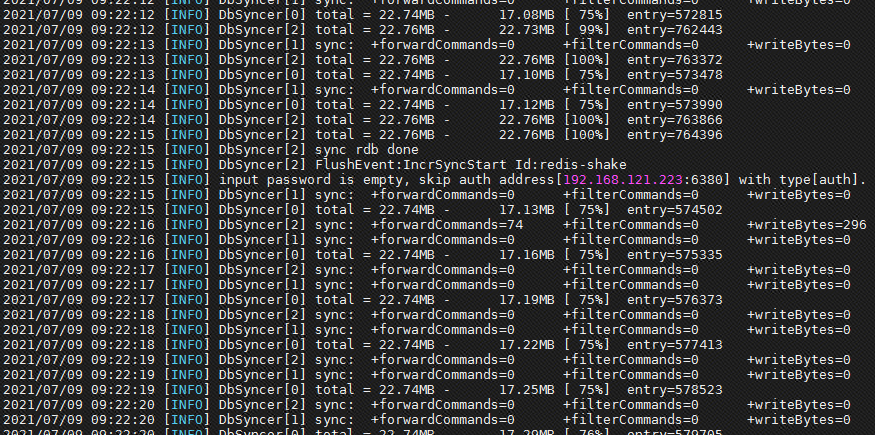 2021/07/09 09:22:12 [INFO] DbSyncer[1] sync:  +forwardCommands=0      +filterCommands=0      +writeBytes=0
2021/07/09 09:22:12 [INFO] DbSyncer[0] total = 22.74MB -      17.08MB [ 75%]  entry=572815
2021/07/09 09:22:12 [INFO] DbSyncer[2] total = 22.76MB -      22.73MB [ 99%]  entry=762443
2021/07/09 09:22:13 [INFO] DbSyncer[1] sync:  +forwardCommands=0      +filterCommands=0      +writeBytes=0
2021/07/09 09:22:13 [INFO] DbSyncer[2] total = 22.76MB -      22.76MB [100%]  entry=763372
2021/07/09 09:22:13 [INFO] DbSyncer[0] total = 22.74MB -      17.10MB [ 75%]  entry=573478
2021/07/09 09:22:14 [INFO] DbSyncer[1] sync:  +forwardCommands=0      +filterCommands=0      +writeBytes=0
2021/07/09 09:22:14 [INFO] DbSyncer[0] total = 22.74MB -      17.12MB [ 75%]  entry=573990
2021/07/09 09:22:14 [INFO] DbSyncer[2] total = 22.76MB -      22.76MB [100%]  entry=763866
2021/07/09 09:22:15 [INFO] DbSyncer[2] total = 22.76MB -      22.76MB [100%]  entry=764396
2021/07/09 09:22:15 [INFO] DbSyncer[2] sync rdb done
2021/07/09 09:22:15 [INFO] DbSyncer[2] FlushEvent:IncrSyncStart Id:redis-shake
2021/07/09 09:22:15 [INFO] input password is empty, skip auth address[192.168.121.223:6380] with type[auth].
2021/07/09 09:22:15 [INFO] DbSyncer[1] sync:  +forwardCommands=0      +filterCommands=0      +writeBytes=0
2021/07/09 09:22:15 [INFO] DbSyncer[0] total = 22.74MB -      17.13MB [ 75%]  entry=574502
2021/07/09 09:22:16 [INFO] DbSyncer[2] sync:  +forwardCommands=74     +filterCommands=0      +writeBytes=296
2021/07/09 09:22:16 [INFO] DbSyncer[1] sync:  +forwardCommands=0      +filterCommands=0      +writeBytes=0
2021/07/09 09:22:16 [INFO] DbSyncer[0] total = 22.74MB -      17.16MB [ 75%]  entry=575335
2021/07/09 09:22:17 [INFO] DbSyncer[2] sync:  +forwardCommands=0      +filterCommands=0      +writeBytes=0
2021/07/09 09:22:17 [INFO] DbSyncer[1] sync:  +forwardCommands=0      +filterCommands=0      +writeBytes=0
2021/07/09 09:22:17 [INFO] DbSyncer[0] total = 22.74MB -      17.19MB [ 75%]  entry=576373
2021/07/09 09:22:18 [INFO] DbSyncer[2] sync:  +forwardCommands=0      +filterCommands=0      +writeBytes=0
2021/07/09 09:22:18 [INFO] DbSyncer[1] sync:  +forwardCommands=0      +filterCommands=0      +writeBytes=0
2021/07/09 09:22:18 [INFO] DbSyncer[0] total = 22.74MB -      17.22MB [ 75%]  entry=577413
2021/07/09 09:22:19 [INFO] DbSyncer[2] sync:  +forwardCommands=0      +filterCommands=0      +writeBytes=0
2021/07/09 09:22:19 [INFO] DbSyncer[1] sync:  +forwardCommands=0      +filterCommands=0      +writeBytes=0
2021/07/09 09:22:19 [INFO] DbSyncer[0] total = 22.74MB -      17.25MB [ 75%]  entry=578523
2021/07/09 09:22:20 [INFO] DbSyncer[2] sync:  +forwardCommands=0      +filterCommands=0      +writeBytes=0
2021/07/09 09:22:20 [INFO] DbSyncer[1] sync:  +forwardCommands=0      +filterCommands=0      +writeBytes=0
2021/07/09 09:22:20 [INFO] DbSyncer[0] total = 22.74MB -      17.29MB [ 76%]